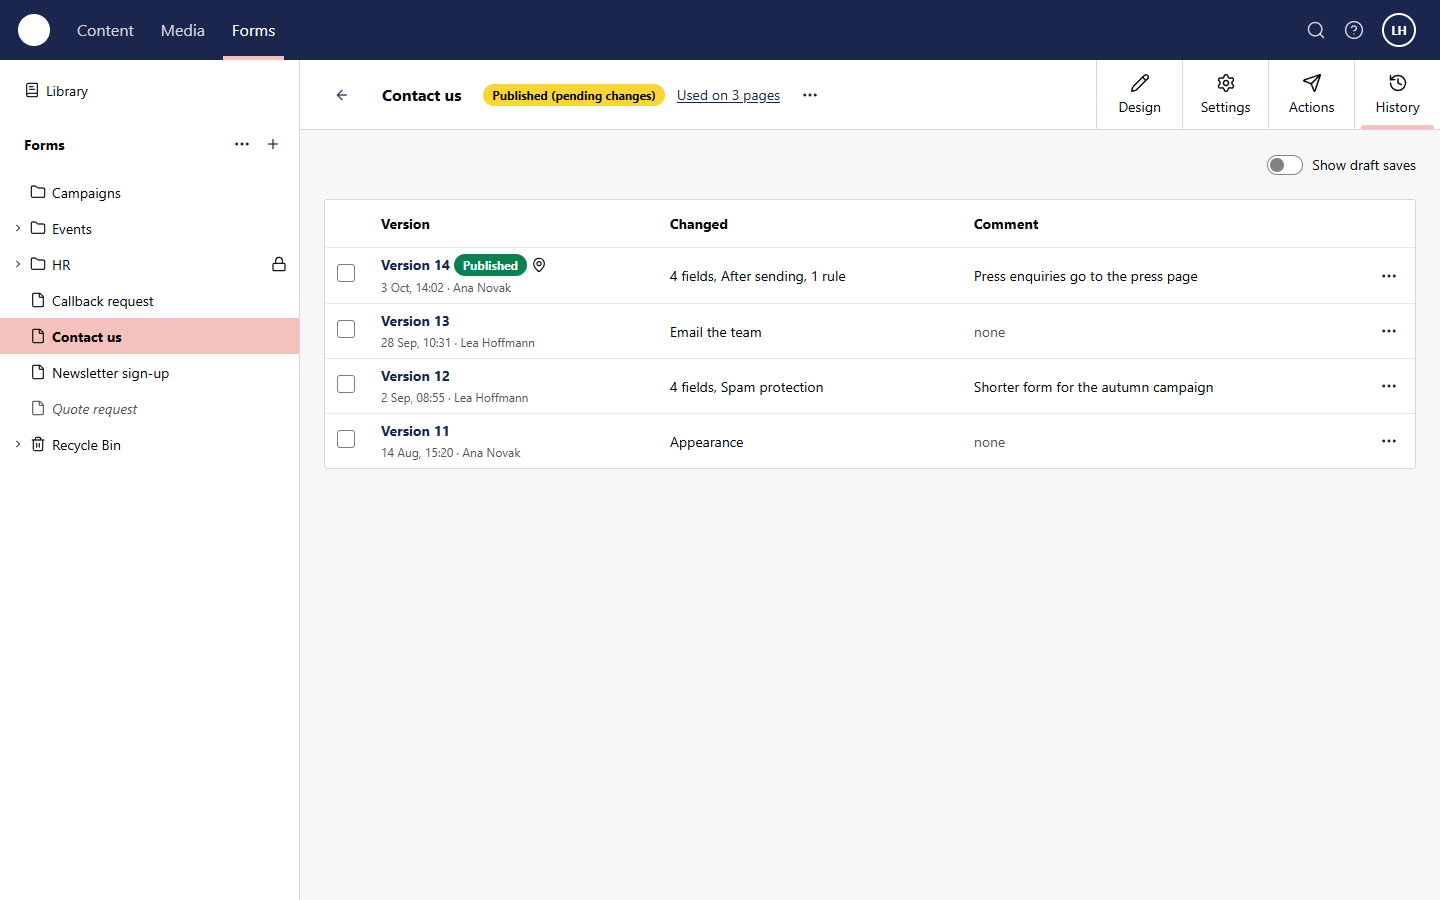 Content Media Forms
LH
Library
Forms
Campaigns
Events
HR
Callback request
Contact us
Newsletter sign-up
Quote request
Recycle Bin
Contact us Published (pending changes) Used on 3 pages
Design Settings Actions History
Show draft saves
Version Changed Comment
Version 14 Published
3 Oct, 14:02 · Ana Novak
4 fields, After sending, 1 rule
Press enquiries go to the press page
Version 13
28 Sep, 10:31 · Lea Hoffmann
Email the team
none
Version 12
2 Sep, 08:55 · Lea Hoffmann
4 fields, Spam protection
Shorter form for the autumn campaign
Version 11
14 Aug, 15:20 · Ana Novak
Appearance
none